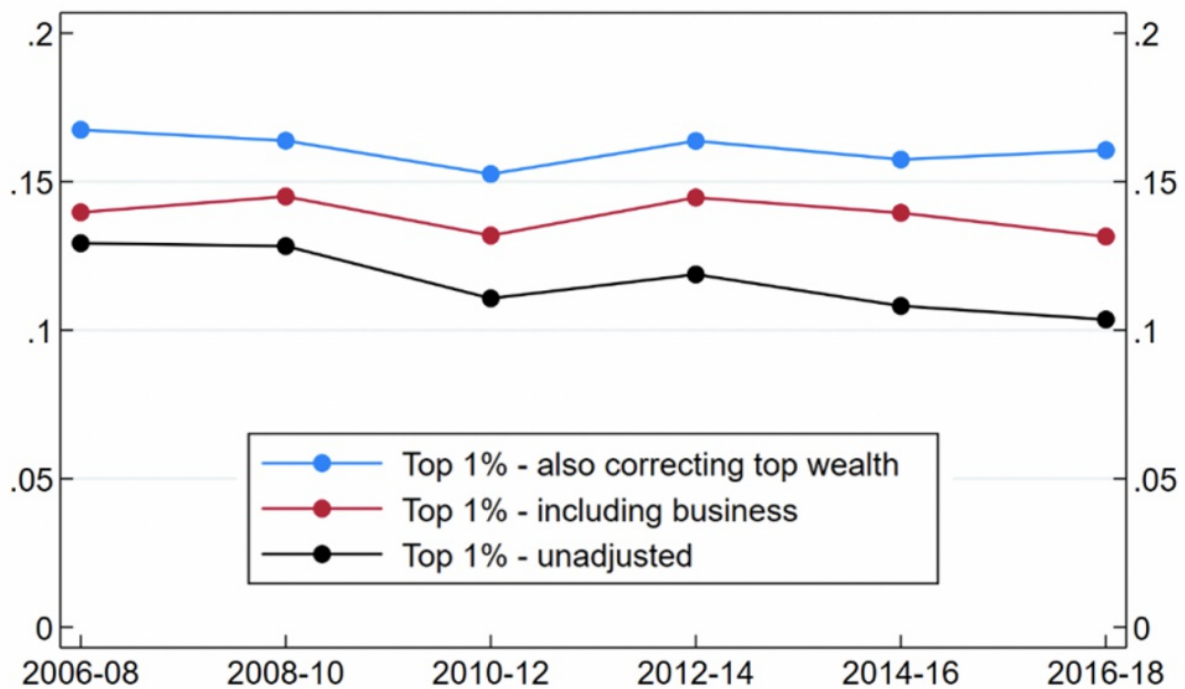 .2 .2
.15 .15
.1 .1
Top 1% - also correcting top wealth
.05 .05
Top 1% - including business
Top 1% - unadjusted
0 0
2006-08 2008-10 2010-12 2012-14 2014-16 2016-18